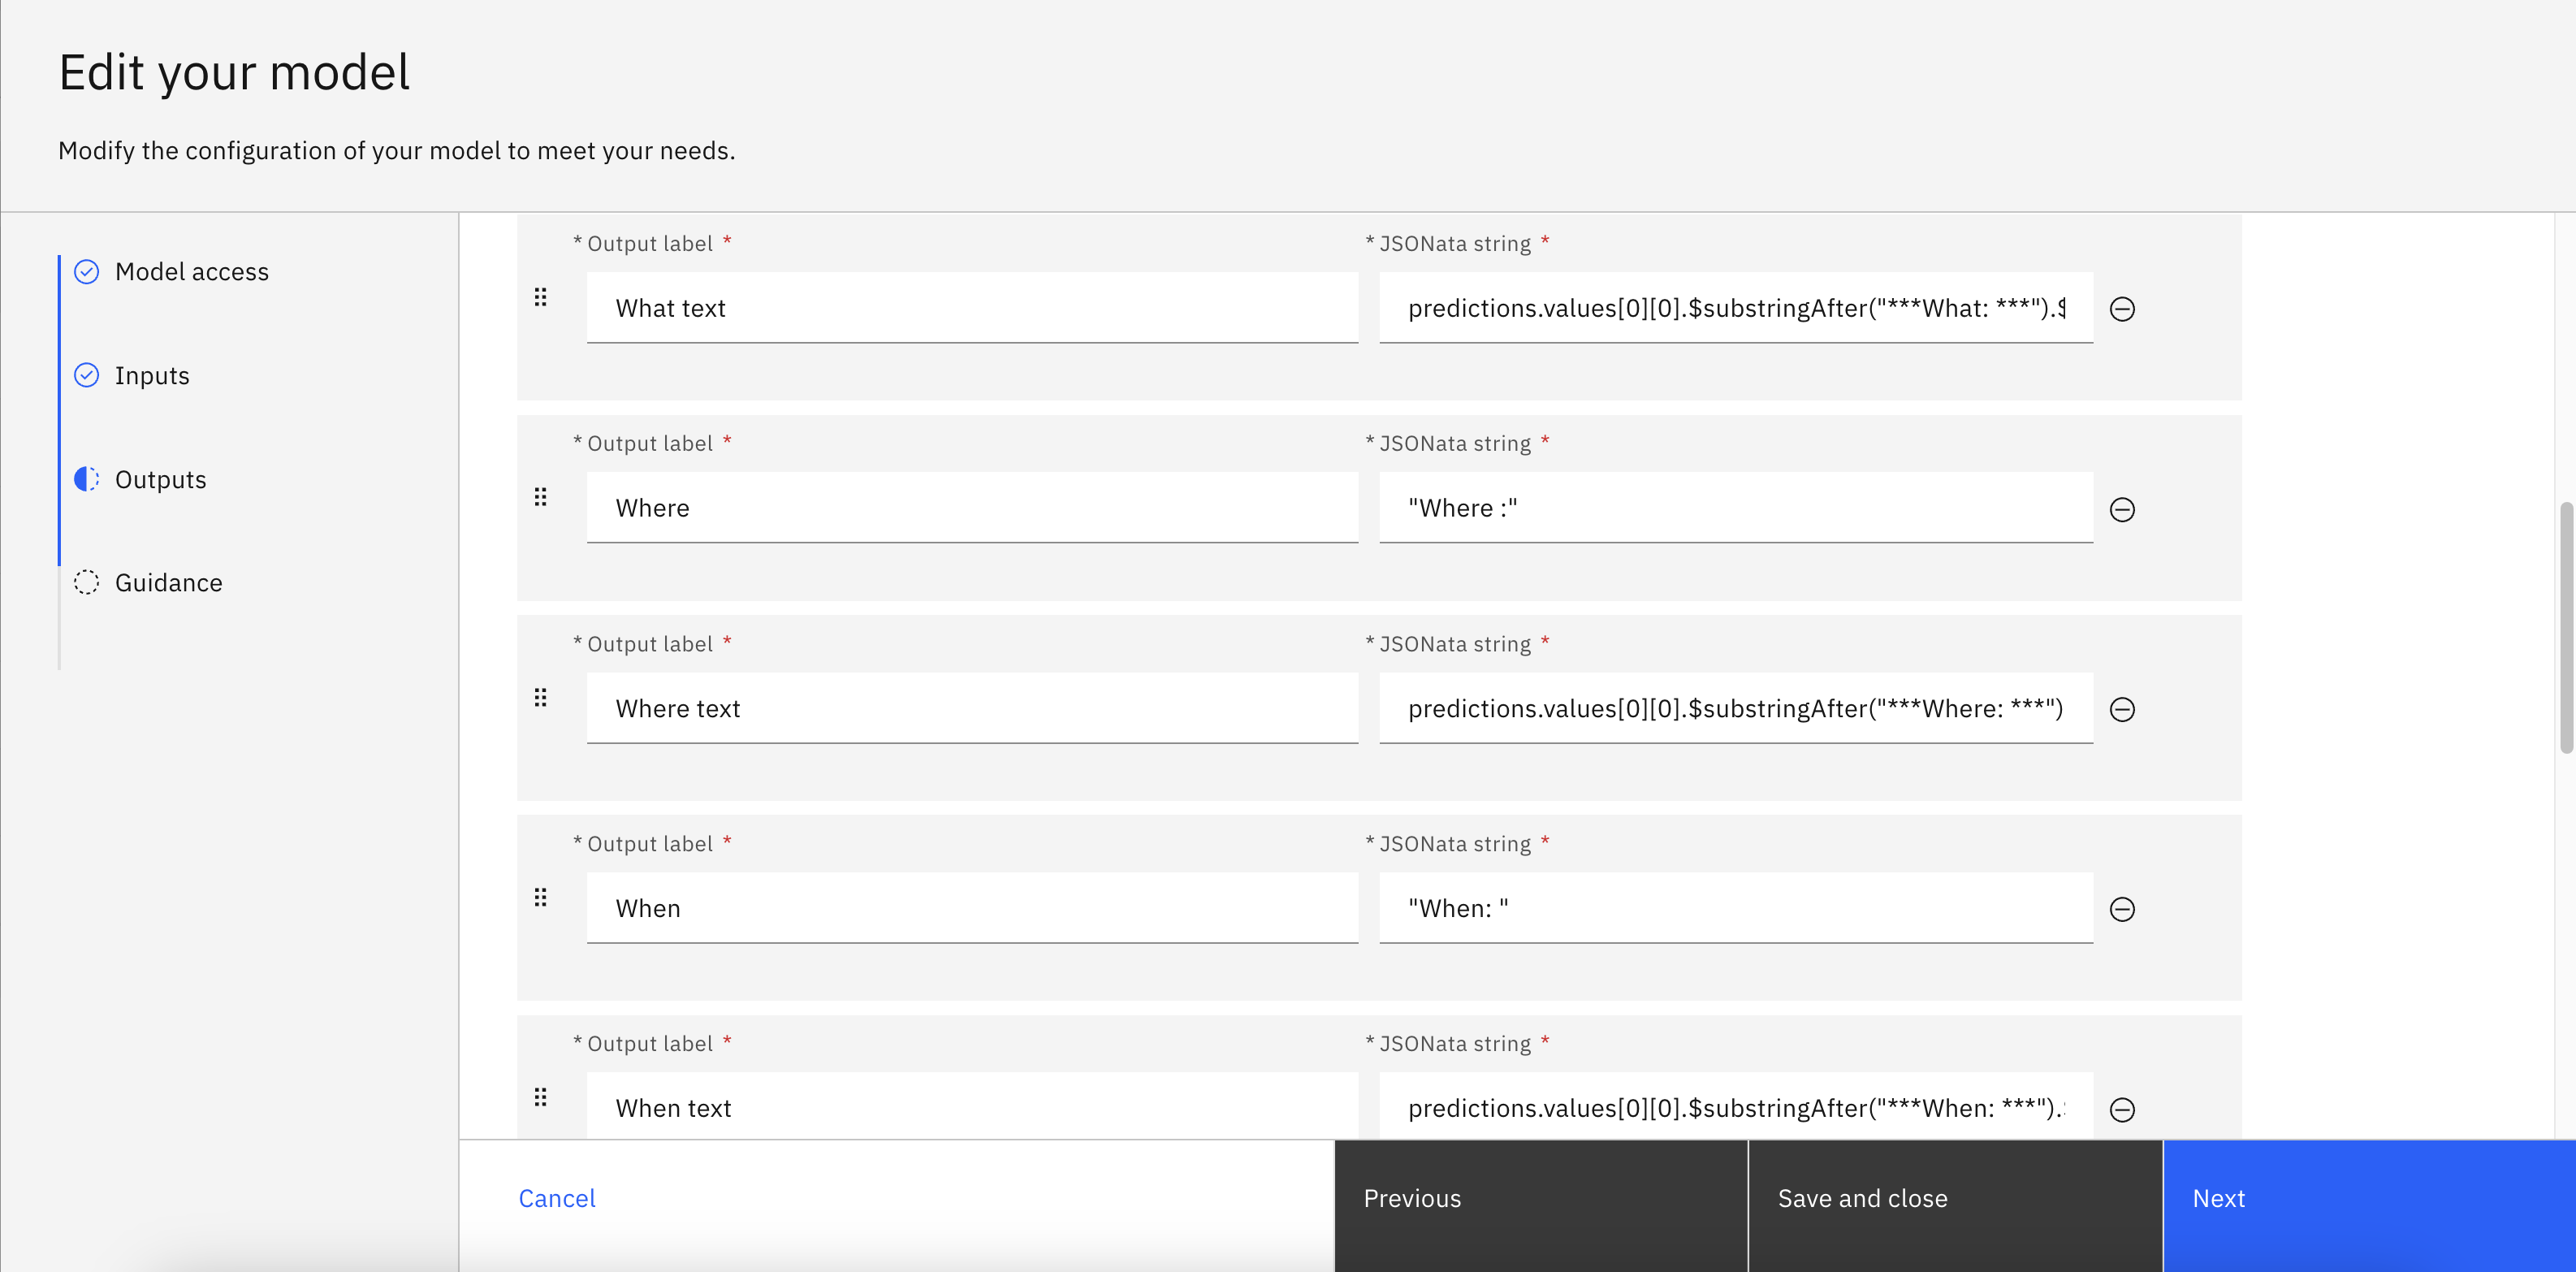 Edit your model
Modify the configuration of your model to meet your needs.
Model access
Inputs
Outputs
Guidance
* Output label *
* JSONata string *
What text
predictions.values[0][0].$substringAfter("***What: ***").$
* Output label *
* JSONata string *
Where
"Where :"
* Output label *
* JSONata string *
Where text
predictions.values[0][0].$substringAfter("***Where: ***")
* Output label *
* JSONata string *
When
"When: "
* Output label *
* JSONata string *
When text
predictions.values[0][0].$substringAfter("***When: ***").
Cancel
Previous
Save and close
Next